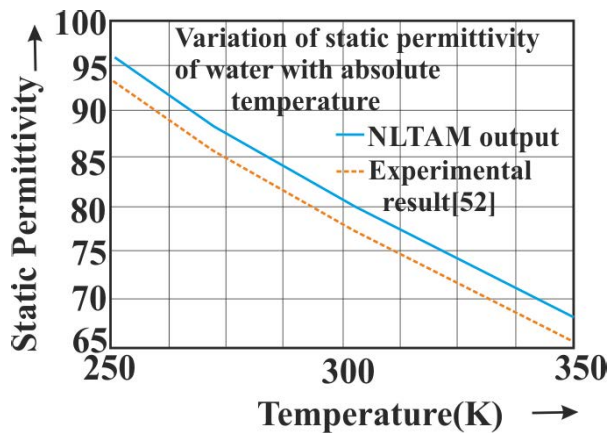 Variation of static permittivity
of water with absolute
temperature
NLTAM output
Experimental
result[52]
Static Permittivity
100
95
90
85
80
75
70
65
250
300
350
Temperature(K)